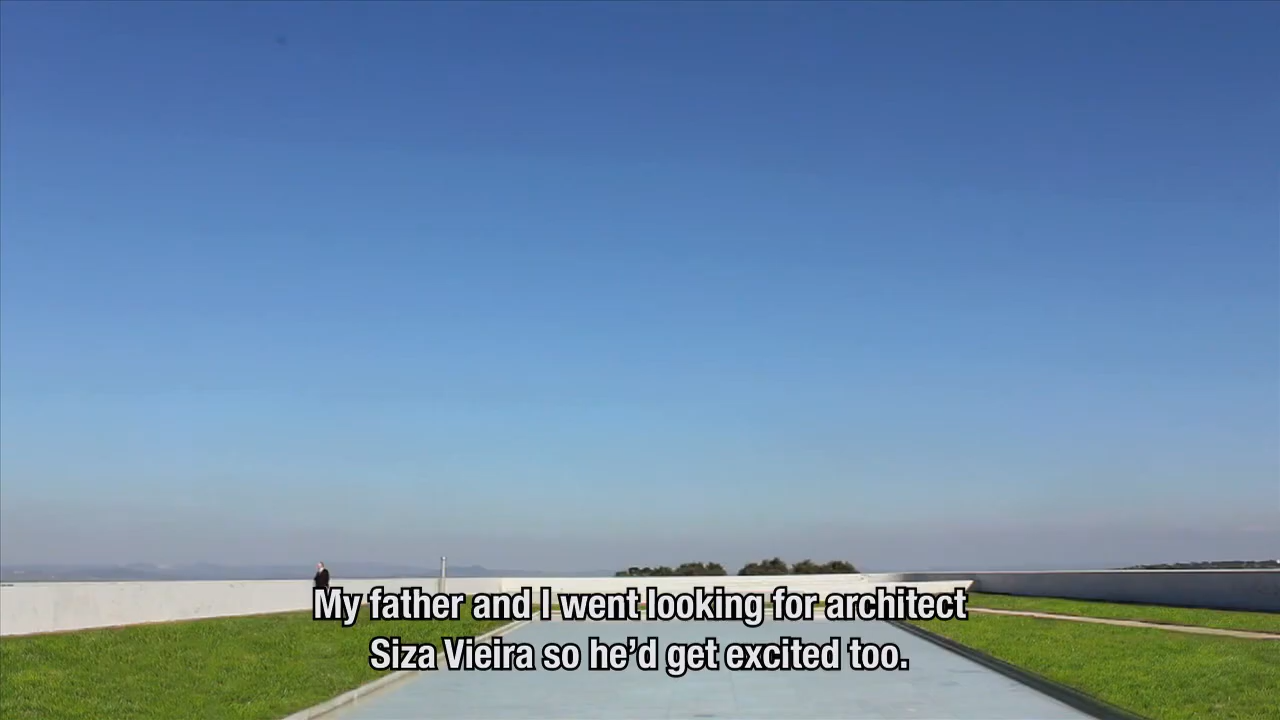 My father and I went looking for architect
Siza Vieira so he’d get excited too.